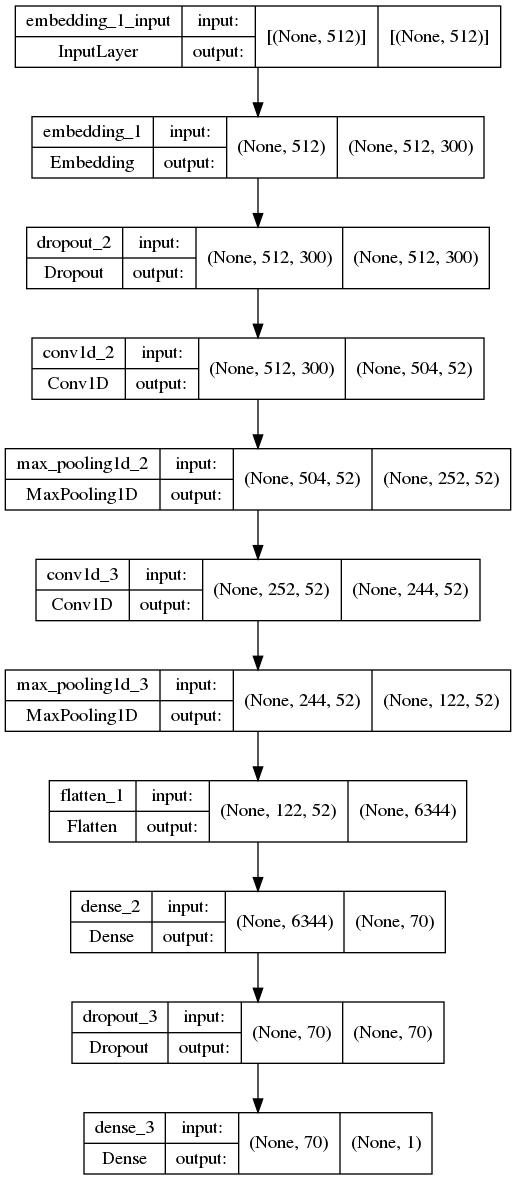 embedding_1_input input: [(None, 512)] [(None, 512)]
InputLayer output:
embedding_1 input: (None, 512) (None, 512, 300)
Embedding output:
dropout_2 input: (None, 512, 300) (None, 512, 300)
Dropout output:
conv1d_2 input: (None, 512, 300) (None, 504, 52)
Conv1D output:
max_pooling1d_2 input: (None, 504, 52) (None, 252, 52)
MaxPooling1D output:
conv1d_3 input: (None, 252, 52) (None, 244, 52)
Conv1D output:
max_pooling1d_3 input: (None, 244, 52) (None, 122, 52)
MaxPooling1D output:
flatten_1 input: (None, 122, 52) (None, 6344)
Flatten output:
dense_2 input: (None, 6344) (None, 70)
Dense output:
dropout_3 input: (None, 70) (None, 70)
Dropout output:
dense_3 input: (None, 70) (None, 1)
Dense output: